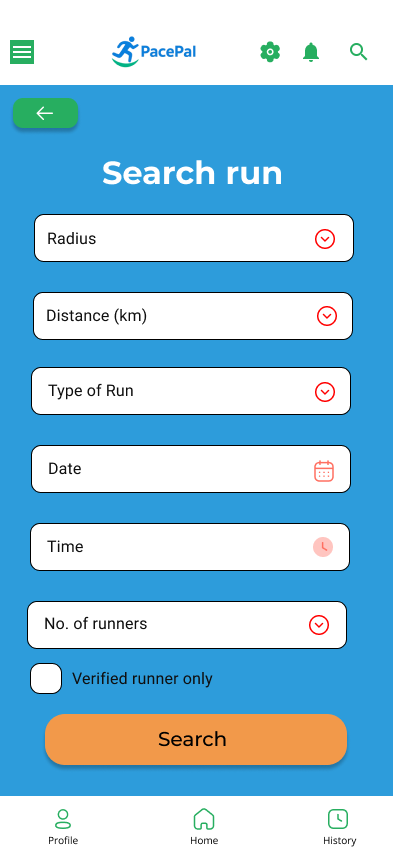 PacePal
Search run
Radius
Distance (km)
Type of Run
Date
Time
No. of runners
Verified runner only
Search
Profile
Home
History